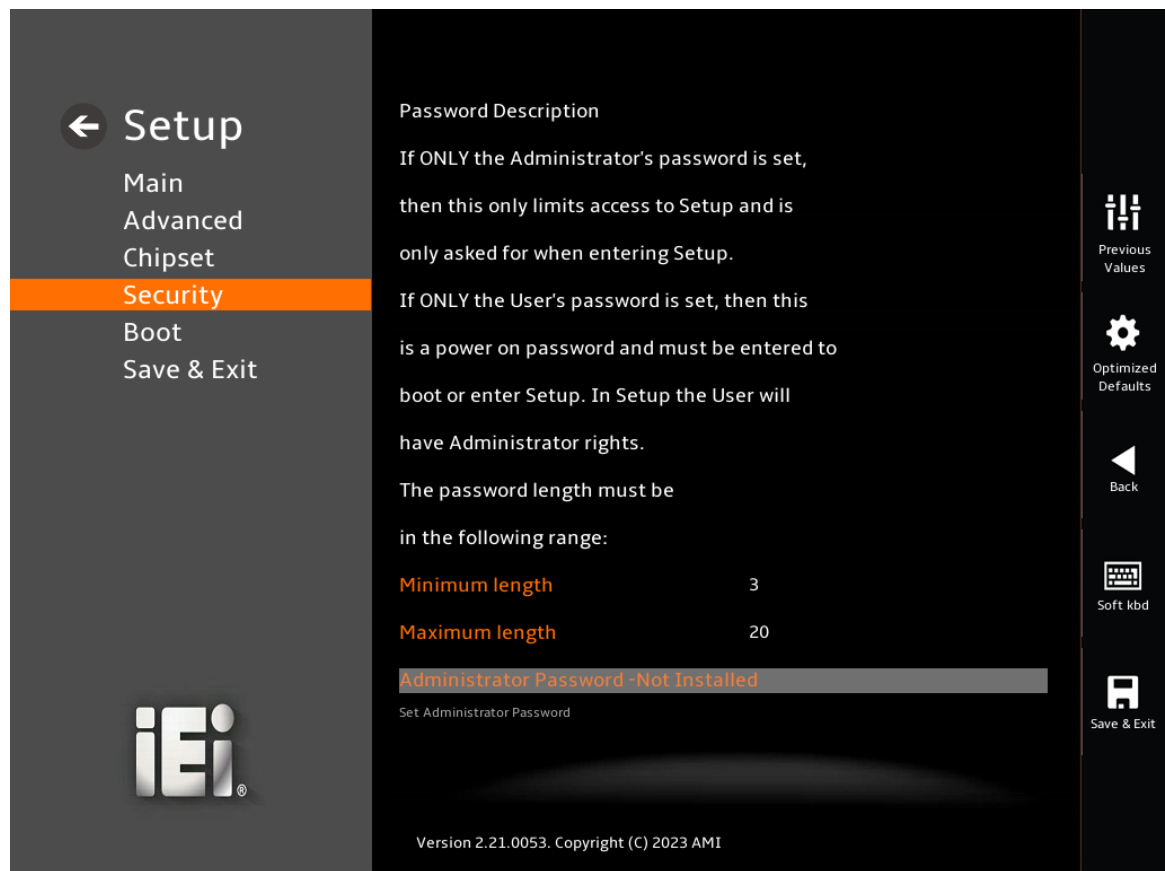 Setup
Main
Advanced
Chipset
Security
Boot
Save & Exit
Password Description
If ONLY the Administrator's password is set,
then this only limits access to Setup and is
only asked for when entering Setup.
If ONLY the User's password is set, then this
is a power on password and must be entered to
boot or enter Setup. In Setup the User will
have Administrator rights.
The password length must be
in the following range:
Minimum length 3
Maximum length 20
Administrator Password -Not Installed
Set Administrator Password
Version 2.21.0053. Copyright (C) 2023 AMI
Previous
Values
Optimized
Defaults
Back
Soft kbd
Save & Exit
iEi®